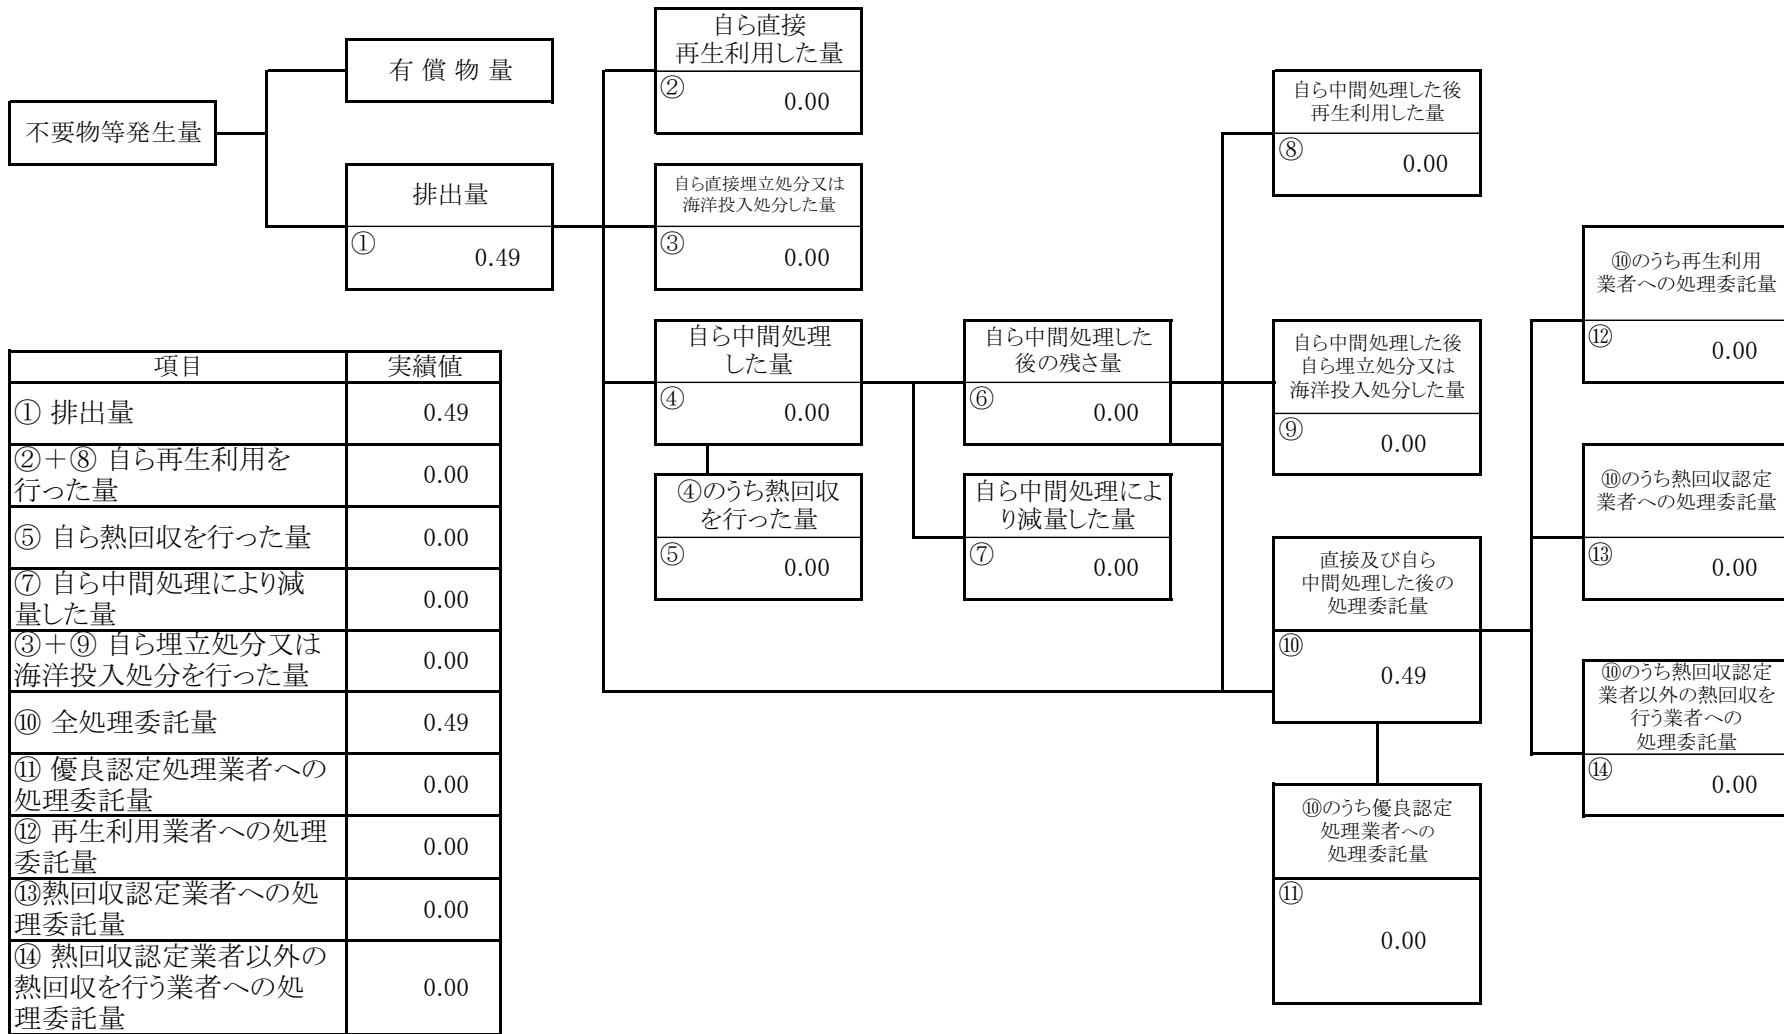 不要物等発生量
有 償 物 量
排出量
①
0.49
自ら直接
再生利用した量
②
0.00
自ら直接埋立処分又は
海洋投入処分した量
③
0.00
自ら中間処理
した量
④
0.00
④のうち熱回収
を行った量
⑤
0.00
自ら中間処理した
後の残さ量
⑥
0.00
自ら中間処理によ
り減量した量
⑦
0.00
自ら中間処理した後
再生利用した量
⑧
0.00
自ら中間処理した後
自ら埋立処分又は
海洋投入処分した量
⑨
0.00
直接及び自ら
中間処理した後の
処理委託量
⑩
0.49
⑩のうち優良認定
処理業者への
処理委託量
⑪
0.00
⑩のうち再生利用
業者への処理委託量
⑫
0.00
⑩のうち熱回収認定
業者への処理委託量
⑬
0.00
⑩のうち熱回収認定
業者以外の熱回収を
行う業者への
処理委託量
⑭
0.00
項目 実績値
① 排出量 0.49
②＋⑧ 自ら再生利用を
行った量 0.00
⑤ 自ら熱回収を行った量 0.00
⑦ 自ら中間処理により減
量した量 0.00
③＋⑨ 自ら埋立処分又は
海洋投入処分を行った量 0.00
⑩ 全処理委託量 0.49
⑪ 優良認定処理業者への
処理委託量 0.00
⑫ 再生利用業者への処理
委託量 0.00
⑬熱回収認定業者への処
理委託量 0.00
⑭ 熱回収認定業者以外の
熱回収を行う業者への処
理委託量 0.00